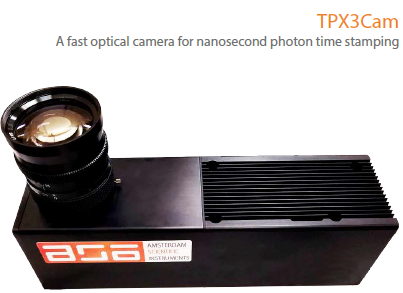 TPX3Cam
A fast optical camera for nanosecond photon time stamping
asa
AMSTERDAM
SCIENTIFIC
INSTRUMENTS